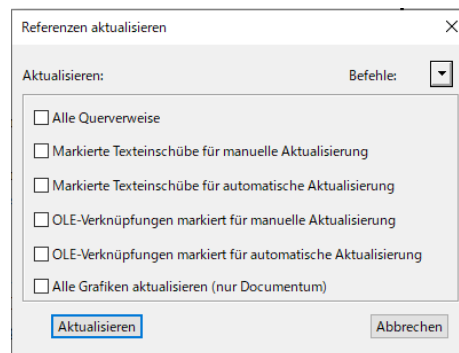 Referenzen aktualisieren
Aktualisieren: Befehle:
Alle Querverweise
Markierte Texteinschübe für manuelle Aktualisierung
Markierte Texteinschübe für automatische Aktualisierung
OLE-Verknüpfungen markiert für manuelle Aktualisierung
OLE-Verknüpfungen markiert für automatische Aktualisierung
Alle Grafiken aktualisieren (nur Documentum)
Aktualisieren Abbrechen